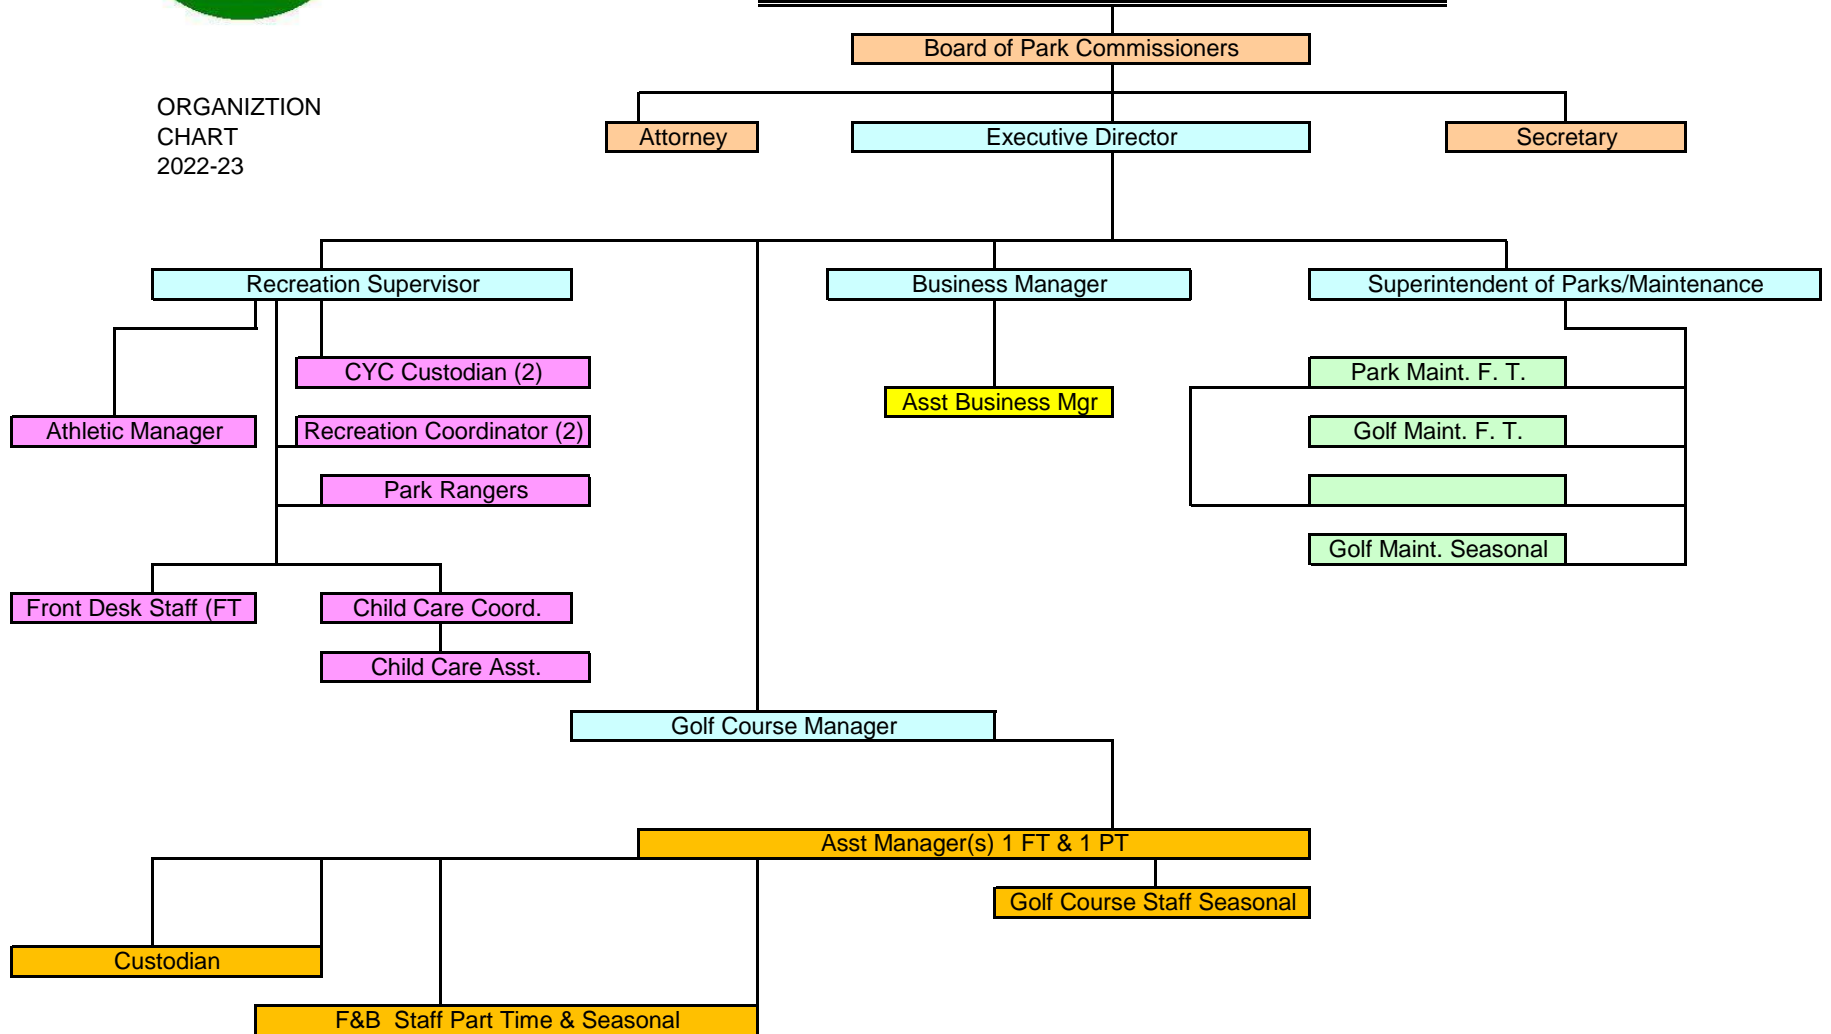 Board of Park Commissioners
ORGANIZTION
CHART
2022-23
Attorney
Executive Director
Secretary
Recreation Supervisor
Business Manager
Superintendent of Parks/Maintenance
CYC Custodian (2)
Park Maint. F. T.
Asst Business Mgr
Athletic Manager
Recreation Coordinator (2)
Golf Maint. F. T.
Park Rangers
Golf Maint. Seasonal
Front Desk Staff (FT
Child Care Coord.
Child Care Asst.
Golf Course Manager
Asst Manager(s) 1 FT & 1 PT
Golf Course Staff Seasonal
Custodian
F&B  Staff Part Time & Seasonal